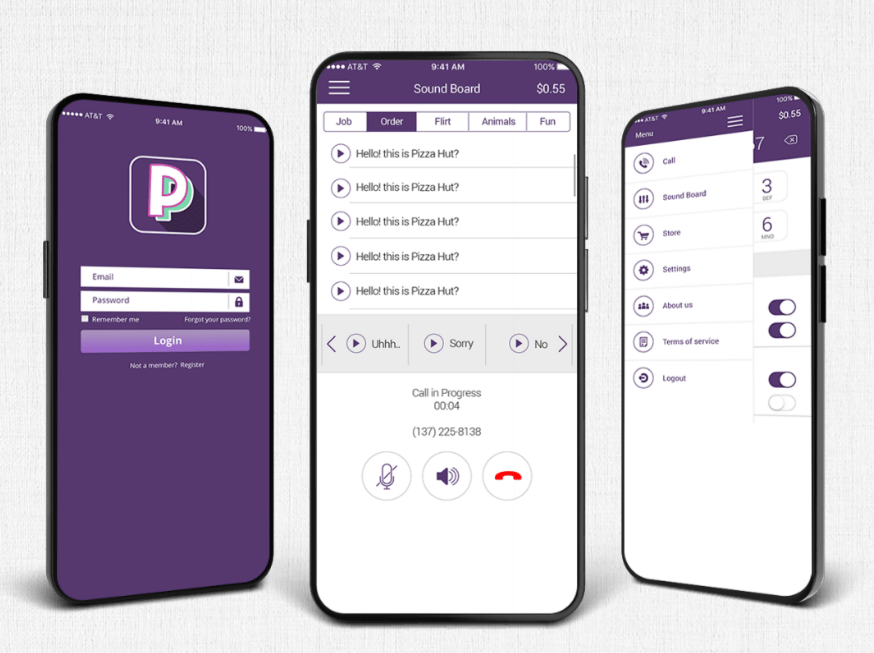 AT&T
9:41 AM
100%
P
Email
Password
Remember me
Forgot your password?
Login
Not a member? Register
AT&T
9:41 AM
100%
Sound Board
$0.55
Job
Order
Flirt
Animals
Fun
Hello! this is Pizza Hut?
Hello! this is Pizza Hut?
Hello! this is Pizza Hut?
Hello! this is Pizza Hut?
Hello! this is Pizza Hut?
Uhhh..
Sorry
No
Call in Progress
00:04
(137) 225-8138
AT&T
9:41 AM
100%
Menu
$0.55
7
Call
Sound Board
3
DEF
Store
6
MNO
Settings
About us
Terms of service
Logout